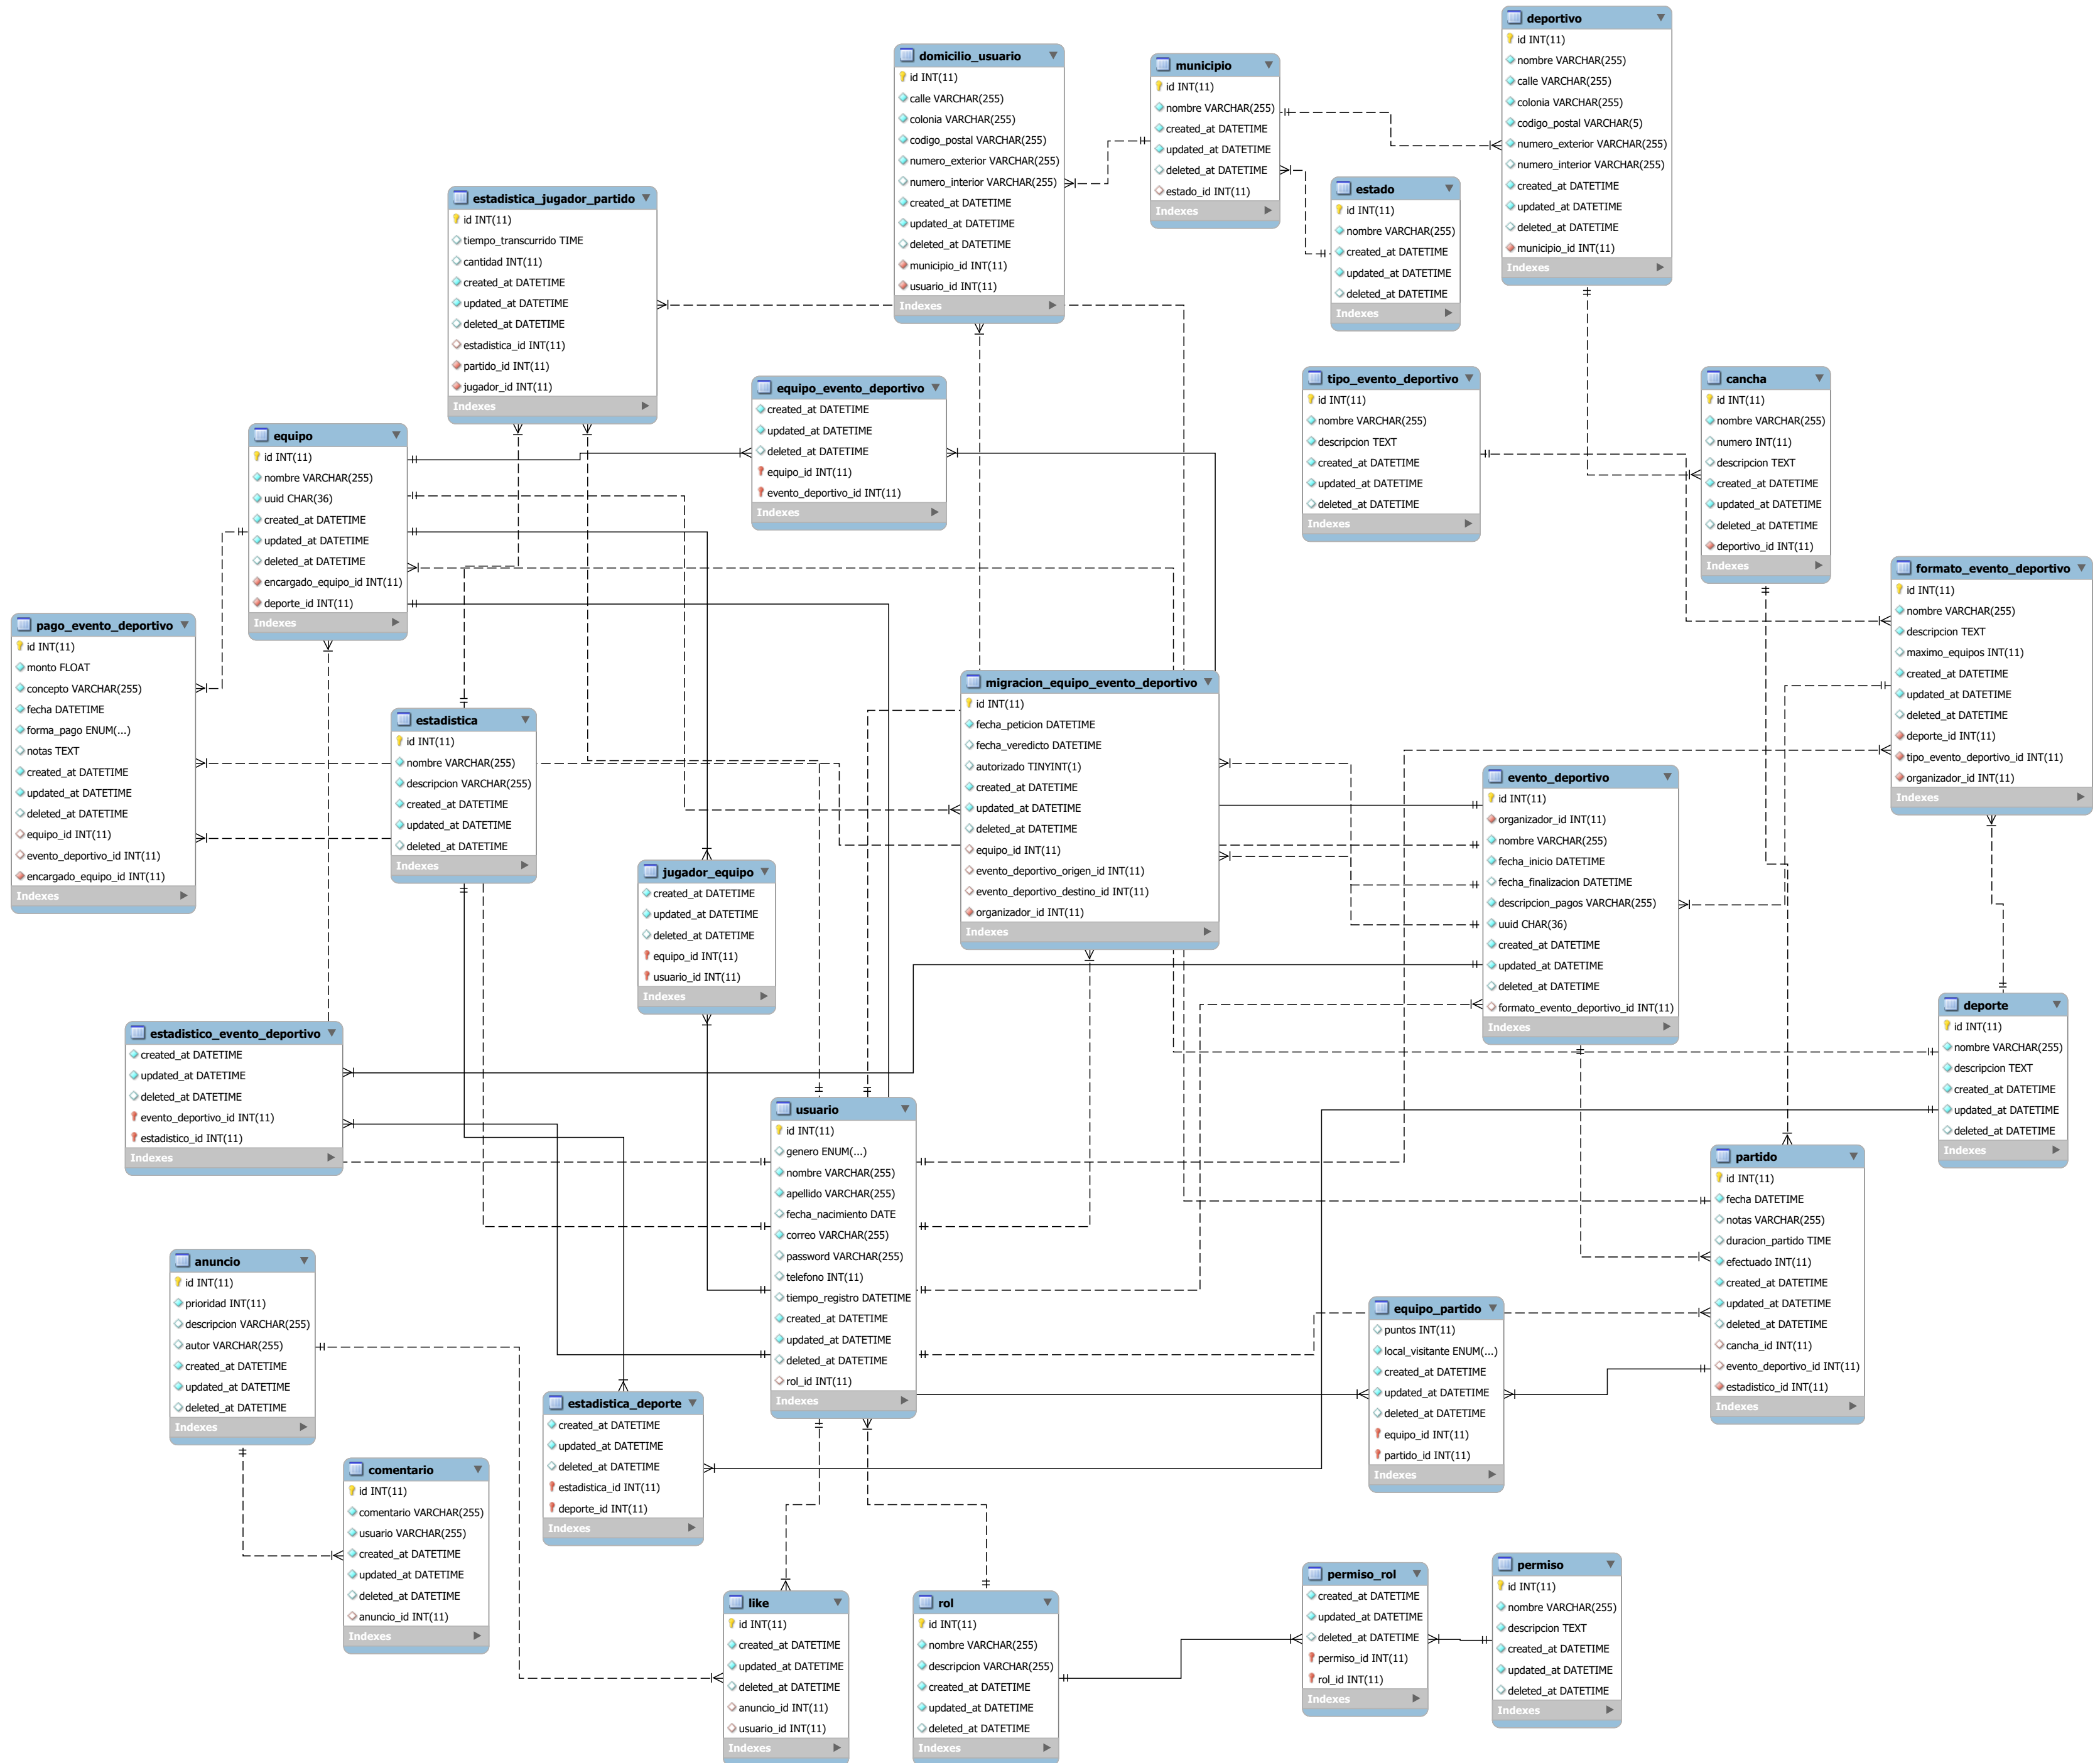 deportivo
id INT(11)
nombre VARCHAR(255)
calle VARCHAR(255)
colonia VARCHAR(255)
codigo_postal VARCHAR(5)
numero_exterior VARCHAR(255)
numero_interior VARCHAR(255)
created_at DATETIME
updated_at DATETIME
deleted_at DATETIME
municipio_id INT(11)
Indexes
domicilio_usuario
id INT(11)
calle VARCHAR(255)
colonia VARCHAR(255)
codigo_postal VARCHAR(255)
numero_exterior VARCHAR(255)
numero_interior VARCHAR(255)
created_at DATETIME
updated_at DATETIME
deleted_at DATETIME
municipio_id INT(11)
usuario_id INT(11)
Indexes
municipio
id INT(11)
nombre VARCHAR(255)
created_at DATETIME
updated_at DATETIME
deleted_at DATETIME
estado_id INT(11)
Indexes
estado
id INT(11)
nombre VARCHAR(255)
created_at DATETIME
updated_at DATETIME
deleted_at DATETIME
Indexes
estadistica_jugador_partido
id INT(11)
tiempo_transcurrido TIME
cantidad INT(11)
created_at DATETIME
updated_at DATETIME
deleted_at DATETIME
estadistica_id INT(11)
partido_id INT(11)
jugador_id INT(11)
Indexes
equipo_evento_deportivo
created_at DATETIME
updated_at DATETIME
deleted_at DATETIME
equipo_id INT(11)
evento_deportivo_id INT(11)
Indexes
tipo_evento_deportivo
id INT(11)
nombre VARCHAR(255)
descripcion TEXT
created_at DATETIME
updated_at DATETIME
deleted_at DATETIME
Indexes
cancha
id INT(11)
nombre VARCHAR(255)
numero INT(11)
descripcion TEXT
created_at DATETIME
updated_at DATETIME
deleted_at DATETIME
deportivo_id INT(11)
Indexes
equipo
id INT(11)
nombre VARCHAR(255)
uuid CHAR(36)
created_at DATETIME
updated_at DATETIME
deleted_at DATETIME
encargado_equipo_id INT(11)
deporte_id INT(11)
Indexes
formato_evento_deportivo
id INT(11)
nombre VARCHAR(255)
descripcion TEXT
maximo_equipos INT(11)
created_at DATETIME
updated_at DATETIME
deleted_at DATETIME
deporte_id INT(11)
tipo_evento_deportivo_id INT(11)
organizador_id INT(11)
Indexes
pago_evento_deportivo
id INT(11)
monto FLOAT
concepto VARCHAR(255)
fecha DATETIME
forma_pago ENUM(...)
notas TEXT
created_at DATETIME
updated_at DATETIME
deleted_at DATETIME
equipo_id INT(11)
evento_deportivo_id INT(11)
encargado_equipo_id INT(11)
Indexes
migracion_equipo_evento_deportivo
id INT(11)
fecha_peticion DATETIME
fecha_veredicto DATETIME
autorizado TINYINT(1)
created_at DATETIME
updated_at DATETIME
deleted_at DATETIME
equipo_id INT(11)
evento_deportivo_origen_id INT(11)
evento_deportivo_destino_id INT(11)
organizador_id INT(11)
Indexes
estadistica
id INT(11)
nombre VARCHAR(255)
descripcion VARCHAR(255)
created_at DATETIME
updated_at DATETIME
deleted_at DATETIME
Indexes
evento_deportivo
id INT(11)
organizador_id INT(11)
nombre VARCHAR(255)
fecha_inicio DATETIME
fecha_finalizacion DATETIME
descripcion_pagos VARCHAR(255)
uuid CHAR(36)
created_at DATETIME
updated_at DATETIME
deleted_at DATETIME
formato_evento_deportivo_id INT(11)
Indexes
jugador_equipo
created_at DATETIME
updated_at DATETIME
deleted_at DATETIME
equipo_id INT(11)
usuario_id INT(11)
Indexes
deporte
id INT(11)
nombre VARCHAR(255)
descripcion TEXT
created_at DATETIME
updated_at DATETIME
deleted_at DATETIME
Indexes
estadistico_evento_deportivo
created_at DATETIME
updated_at DATETIME
deleted_at DATETIME
evento_deportivo_id INT(11)
estadistico_id INT(11)
Indexes
usuario
id INT(11)
genero ENUM(...)
nombre VARCHAR(255)
apellido VARCHAR(255)
fecha_nacimiento DATE
correo VARCHAR(255)
password VARCHAR(255)
telefono INT(11)
tiempo_registro DATETIME
created_at DATETIME
updated_at DATETIME
deleted_at DATETIME
rol_id INT(11)
Indexes
partido
id INT(11)
fecha DATETIME
notas VARCHAR(255)
duracion_partido TIME
efectuado INT(11)
created_at DATETIME
updated_at DATETIME
deleted_at DATETIME
cancha_id INT(11)
evento_deportivo_id INT(11)
estadistico_id INT(11)
Indexes
anuncio
id INT(11)
prioridad INT(11)
descripcion VARCHAR(255)
autor VARCHAR(255)
created_at DATETIME
updated_at DATETIME
deleted_at DATETIME
Indexes
equipo_partido
puntos INT(11)
local_visitante ENUM(...)
created_at DATETIME
updated_at DATETIME
deleted_at DATETIME
equipo_id INT(11)
partido_id INT(11)
Indexes
estadistica_deporte
created_at DATETIME
updated_at DATETIME
deleted_at DATETIME
estadistica_id INT(11)
deporte_id INT(11)
Indexes
comentario
id INT(11)
comentario VARCHAR(255)
usuario VARCHAR(255)
created_at DATETIME
updated_at DATETIME
deleted_at DATETIME
anuncio_id INT(11)
Indexes
like
id INT(11)
created_at DATETIME
updated_at DATETIME
deleted_at DATETIME
anuncio_id INT(11)
usuario_id INT(11)
Indexes
rol
id INT(11)
nombre VARCHAR(255)
descripcion VARCHAR(255)
created_at DATETIME
updated_at DATETIME
deleted_at DATETIME
Indexes
permiso_rol
created_at DATETIME
updated_at DATETIME
deleted_at DATETIME
permiso_id INT(11)
rol_id INT(11)
Indexes
permiso
id INT(11)
nombre VARCHAR(255)
descripcion TEXT
created_at DATETIME
updated_at DATETIME
deleted_at DATETIME
Indexes